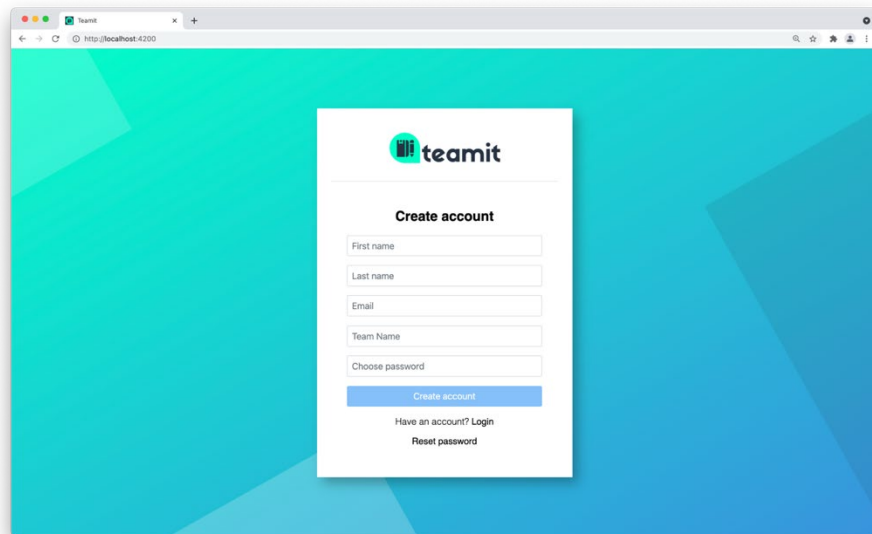 Teamit
http://localhost:4200
teamit
Create account
First name
Last name
Email
Team Name
Choose password
Create account
Have an account? Login
Reset password